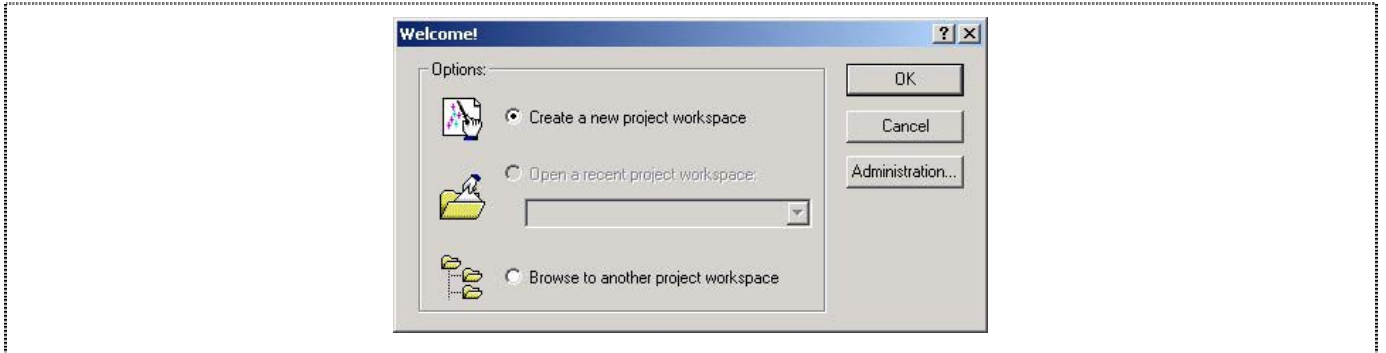 Welcome!
Options:
Create a new project workspace
Open a recent project workspace:
Browse to another project workspace
OK
Cancel
Administration...